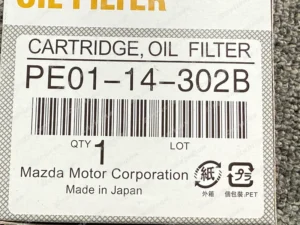 OIL FILTER
CARTRIDGE, OIL FILTER
PE01-14-302B
QTY 1 LOT
Mazda Motor Corporation
Made in Japan
紙
外箱
プラ
個包装.PET